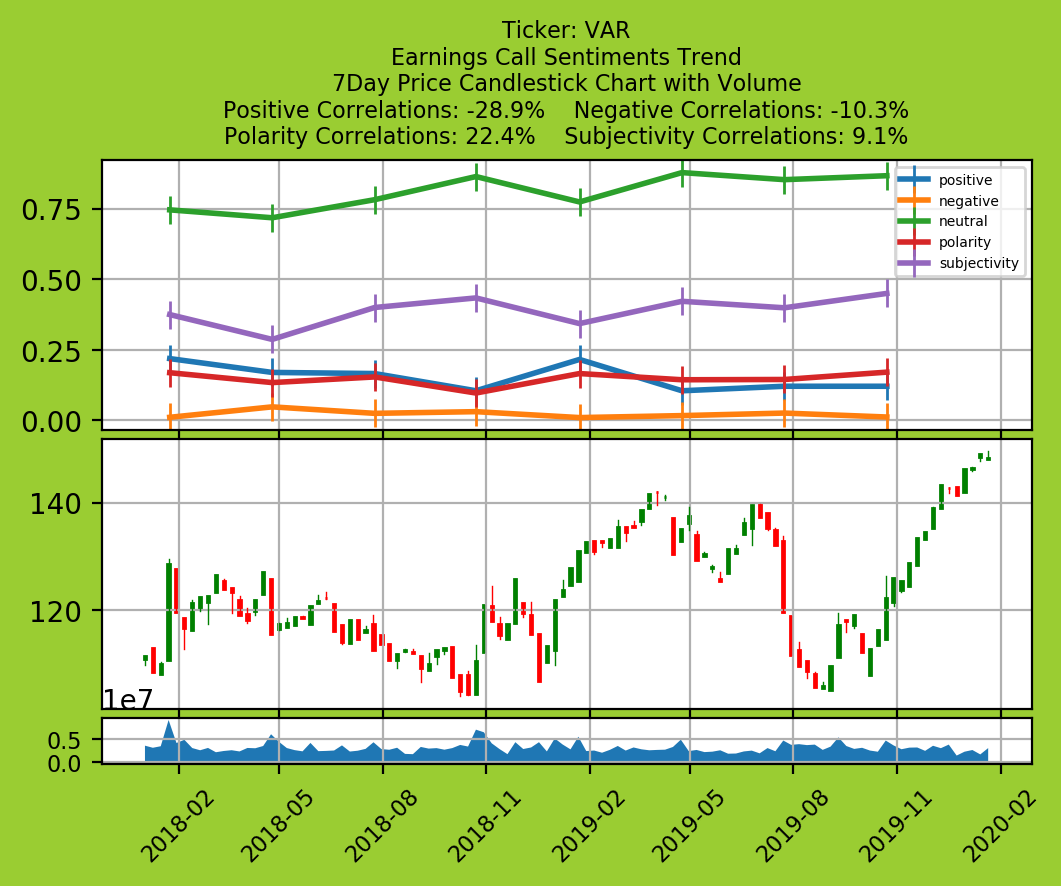 Ticker: VAR
Earnings Call Sentiments Trend
7Day Price Candlestick Chart with Volume
Positive Correlations: -28.9%    Negative Correlations: -10.3%
Polarity Correlations: 22.4%    Subjectivity Correlations: 9.1%
positive
negative
neutral
polarity
subjectivity
0.75
0.50
0.25
0.00
140
120
1e7
0.5
0.0
2018-02
2018-05
2018-08
2018-11
2019-02
2019-05
2019-08
2019-11
2020-02